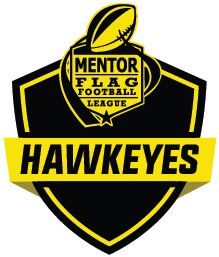 MENTOR
FLAG
FOOTBALL
LEAGUE
HAWKEYES